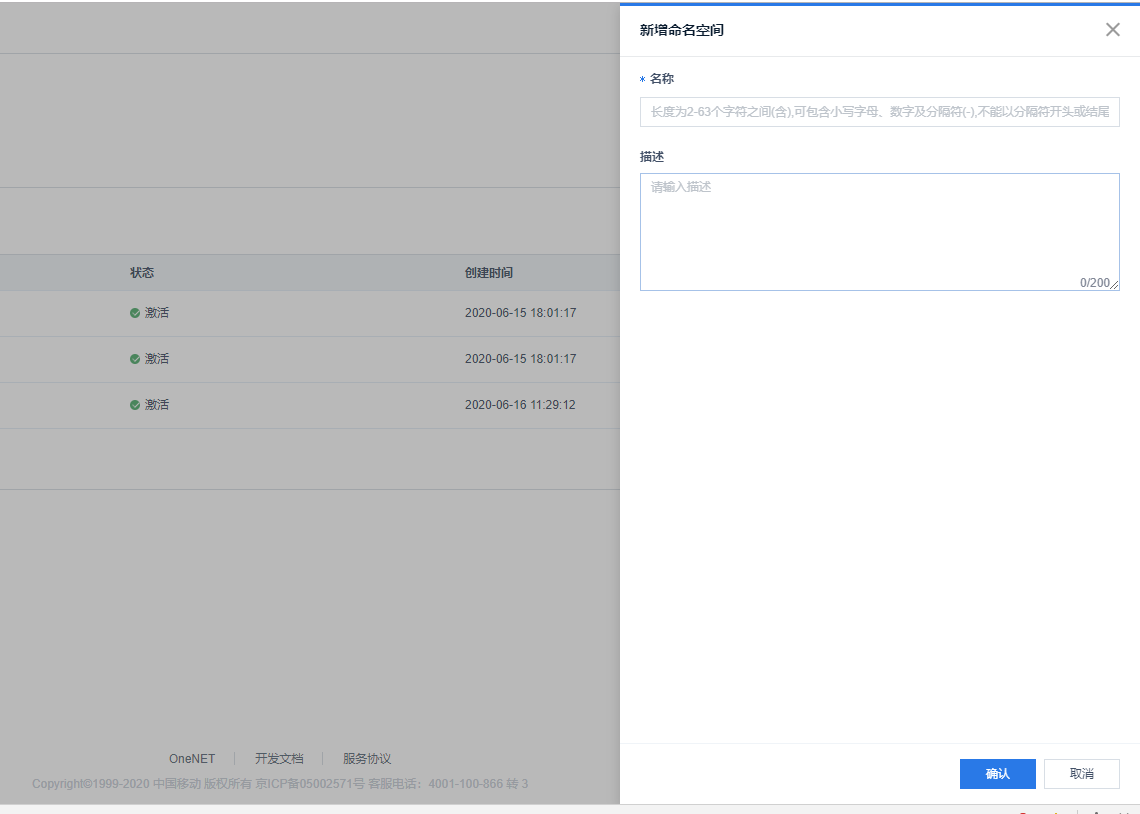 新增命名空间
* 名称
长度为2-63个字符之间(含),可包含小写字母、数字及分隔符(-),不能以分隔符开头或结尾
描述
请输入描述
0/200
状态 创建时间
激活 2020-06-15 18:01:17
激活 2020-06-15 18:01:17
激活 2020-06-16 11:29:12
OneNET 开发文档 服务协议
Copyright©1999-2020 中国移动 版权所有 京ICP备05002571号 客服电话：4001-100-866 转 3
确认 取消